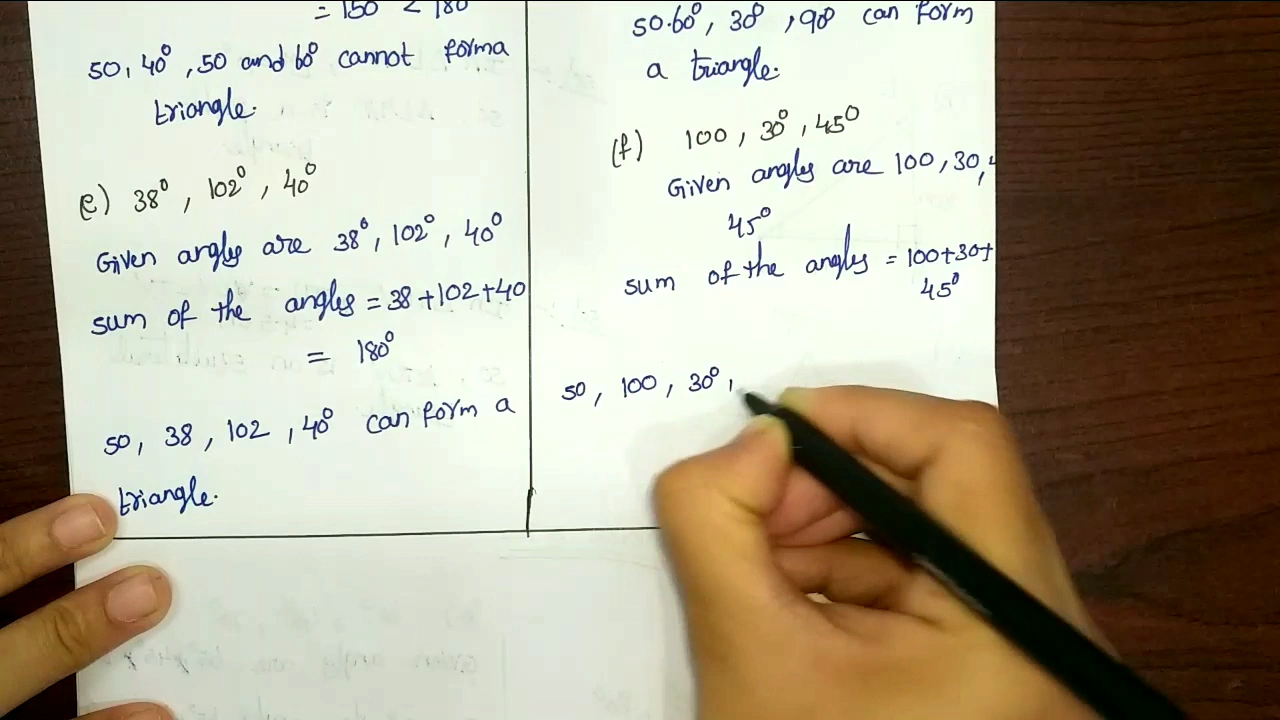 = 150 < 180
50, 40°, 50 and 60° cannot form a
triangle.
e) 38°, 102°, 40°
Given angles are 38°, 102°, 40°
sum of the angles = 38+102+40
= 180°
so, 38, 102, 40° can form a
triangle.
so. 60°, 30°, 90° can form
a triangle.
(f) 100, 30°, 45°
Given angles are 100, 30,
45°
sum of the angles = 100+30+
45°
so, 100, 30°,